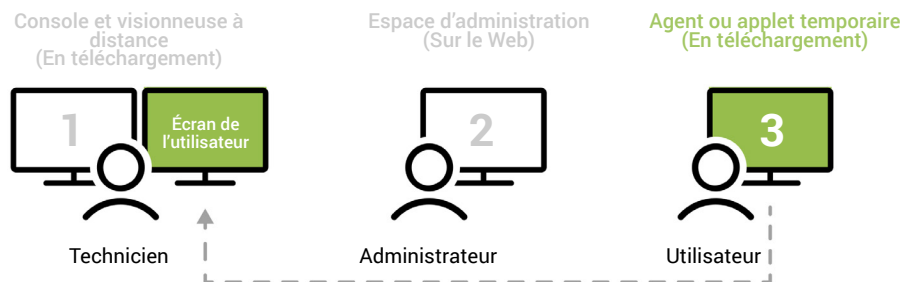 Console et visionneuse à
distance
(En téléchargement)
Espace d'administration
(Sur le Web)
Agent ou applet temporaire
(En téléchargement)
1
Écran de
l'utilisateur
2
3
Technicien
Administrateur
Utilisateur